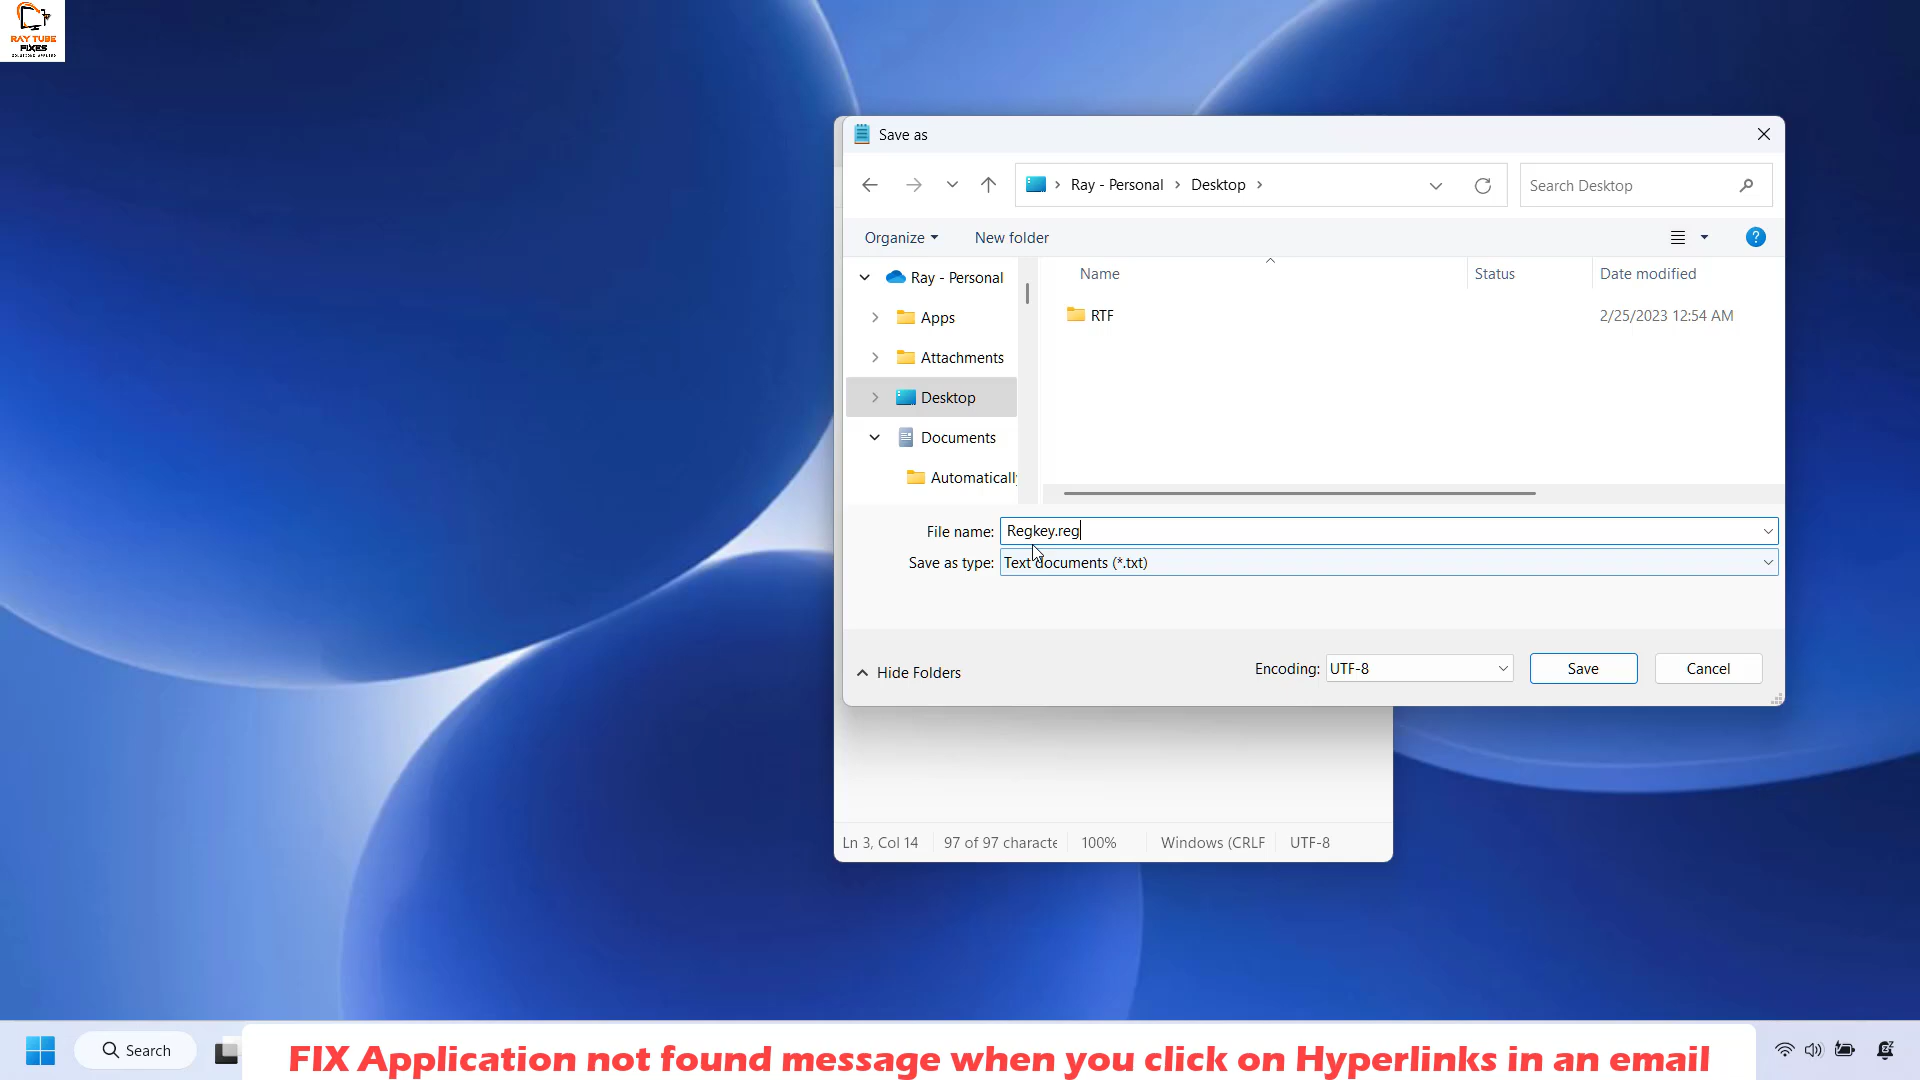 RAY TUBE
FIXES
SOLUTIONS APPLIED
Save as
Ray - Personal
Desktop
Search Desktop
Organize
New folder
Name
Status
Date modified
Ray - Personal
Apps
Attachments
Desktop
Documents
Automatically
RTF
2/25/2023 12:54 AM
File name:
Regkey.reg
Save as type:
Text documents (*.txt)
Hide Folders
Encoding:
UTF-8
Save
Cancel
Ln 3, Col 14
97 of 97 characte
100%
Windows (CRLF
UTF-8
Search
FIX Application not found message when you click on Hyperlinks in an email